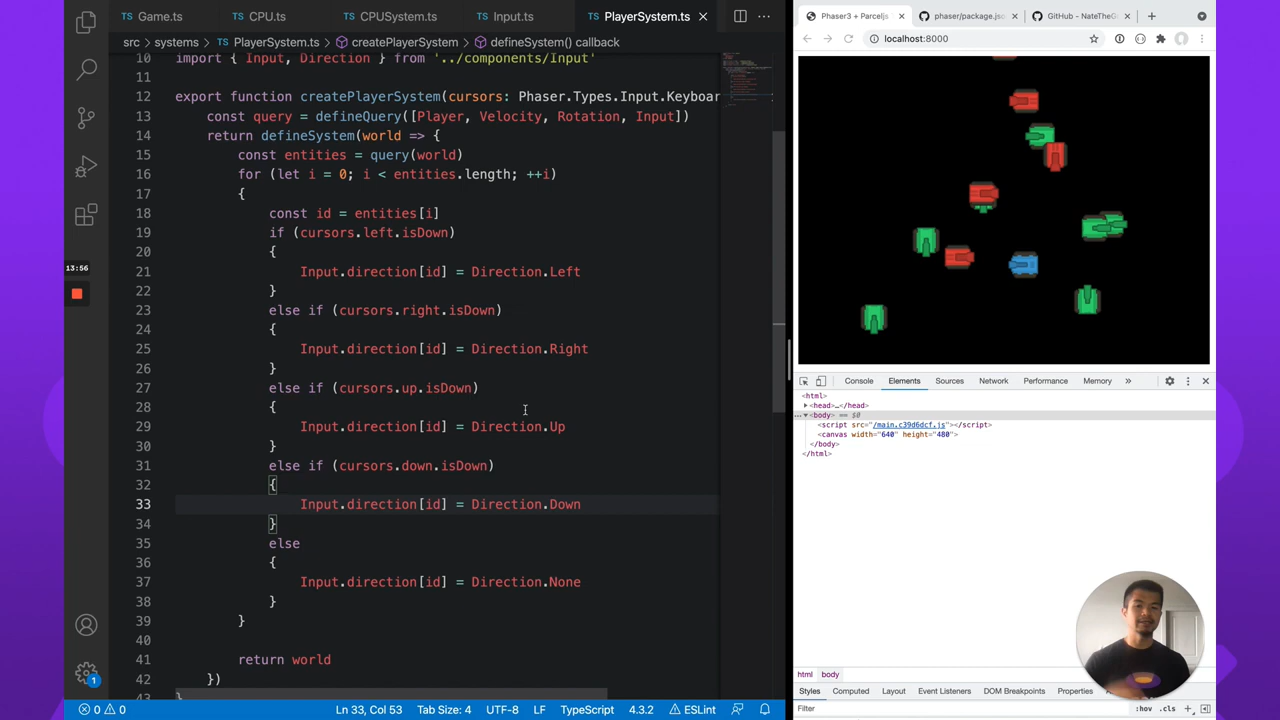 Game.ts
CPU.ts
CPUSystem.ts
Input.ts
PlayerSystem.ts
src
systems
PlayerSystem.ts
createPlayerSystem
defineSystem() callback
10 import { Input, Direction } from '../components/Input'
11
12 export function createPlayerSystem(cursors: Phaser.Types.Input.Keyboar
13 const query = defineQuery([Player, Velocity, Rotation, Input])
14 return defineSystem(world => {
15 const entities = query(world)
16 for (let i = 0; i < entities.length; ++i)
17 {
18 const id = entities[i]
19 if (cursors.left.isDown)
20 {
21 Input.direction[id] = Direction.Left
22 }
23 else if (cursors.right.isDown)
24 {
25 Input.direction[id] = Direction.Right
26 }
27 else if (cursors.up.isDown)
28 {
29 Input.direction[id] = Direction.Up
30 }
31 else if (cursors.down.isDown)
32 {
33 Input.direction[id] = Direction.Down
34 }
35 else
36 {
37 Input.direction[id] = Direction.None
38 }
39 }
40
41 return world
42 })
43 }
13:56
1
0 0
Ln 33, Col 53
Tab Size: 4
UTF-8
LF
TypeScript
4.3.2
ESLint
Phaser3 + Parceljs
phaser/package.jso
GitHub - NateTheG
localhost:8000
Elements
Console
Sources
Network
Performance
Memory
<html>
<head>…</head>
<body> == $0
<script src="/main.c39d6dcf.js"></script>
<canvas width="640" height="480">
</body>
</html>
html
body
Styles
Computed
Layout
Event Listeners
DOM Breakpoints
Properties
Filter
:hov
.cls